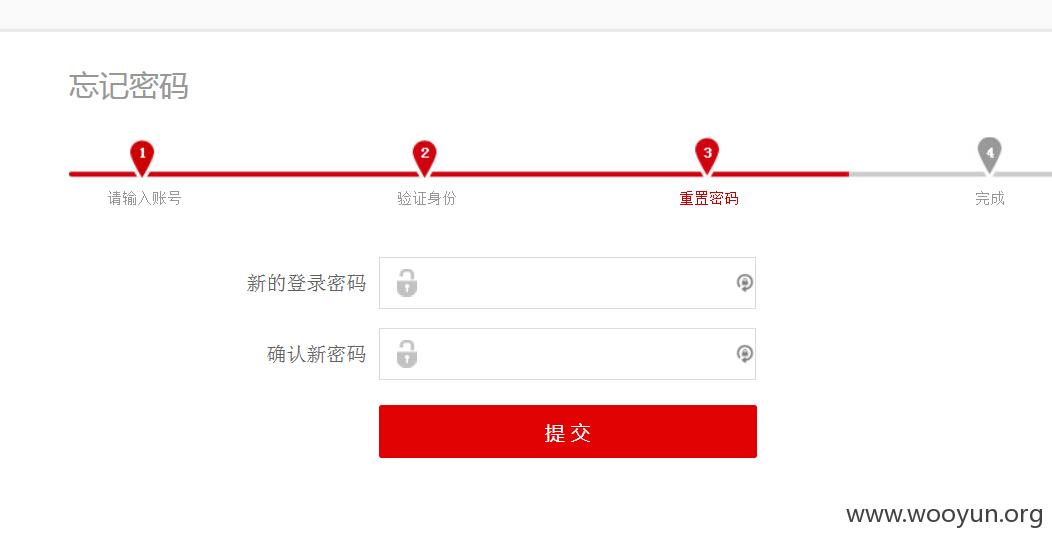 忘记密码
1 2 3 4
请输入账号 验证身份 重置密码 完成
新的登录密码
确认新密码
提交
www.wooyun.org